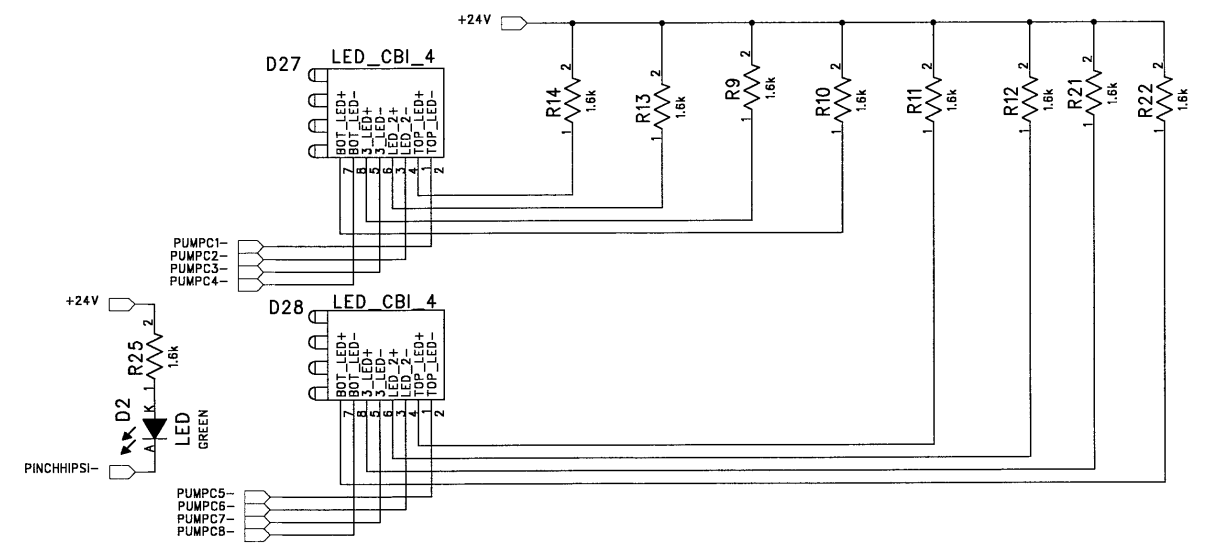 +24V
LED_CBI_4
D27
BOT_LED+
BOT_LED-
3_LED+
3_LED-
LED_2+
LED_2-
TOP_LED+
TOP_LED-
7
8
5
6
3
4
1
2
R14
1.6k
2
1
R13
1.6k
2
1
R9
1.6k
2
1
R10
1.6k
2
1
R11
1.6k
2
1
R12
1.6k
2
1
R21
1.6k
2
1
R22
1.6k
2
1
PUMPC1-
PUMPC2-
PUMPC3-
PUMPC4-
+24V
LED_CBI_4
D28
BOT_LED+
BOT_LED-
3_LED+
3_LED-
LED_2+
LED_2-
TOP_LED+
TOP_LED-
7
8
5
6
3
4
1
2
2
R25
1.6k
1
K
D2
LED
GREEN
A
PINCHHIPSI-
PUMPC5-
PUMPC6-
PUMPC7-
PUMPC8-